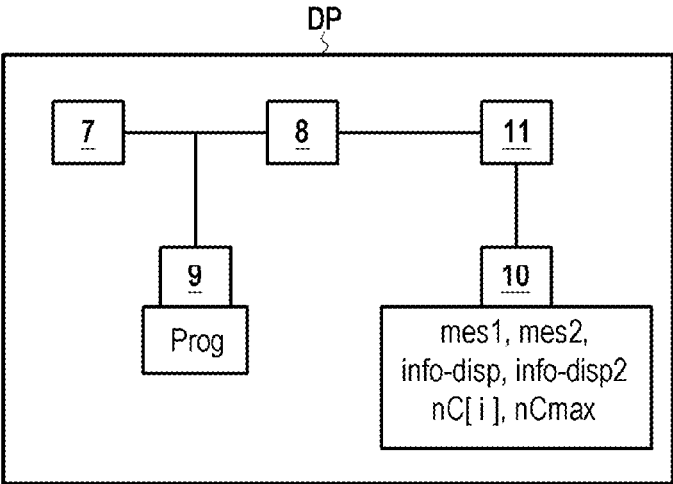 DP
7
8
11
9
10
Prog
mes1, mes2,
info-disp, info-disp2
nC[ i ], nCmax